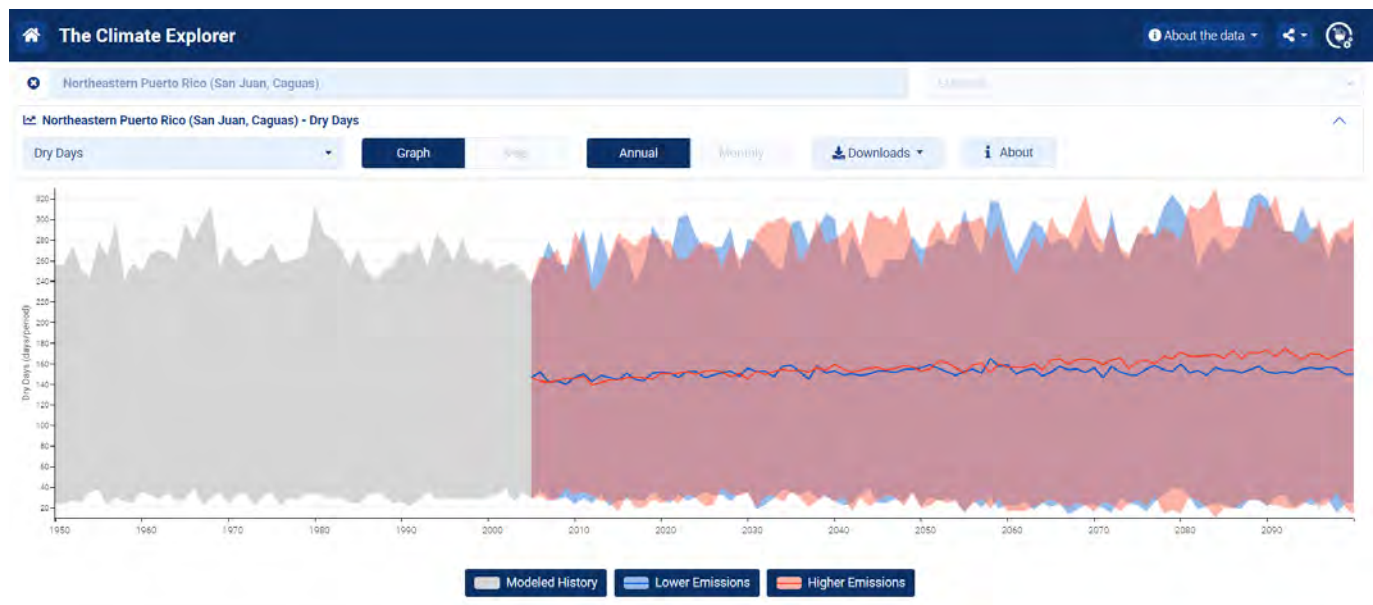 The Climate Explorer
About the data
Northeastern Puerto Rico (San Juan, Caguas)
Northeastern Puerto Rico (San Juan, Caguas) - Dry Days
Dry Days
Graph
Annual
Monthly
Downloads
i About
Dry Days (days/period)
320
300
280
260
240
220
200
180
160
140
120
100
80
60
40
20
1950 1960 1970 1980 1990 2000 2010 2020 2030 2040 2050 2060 2070 2080 2090
Modeled History
Lower Emissions
Higher Emissions